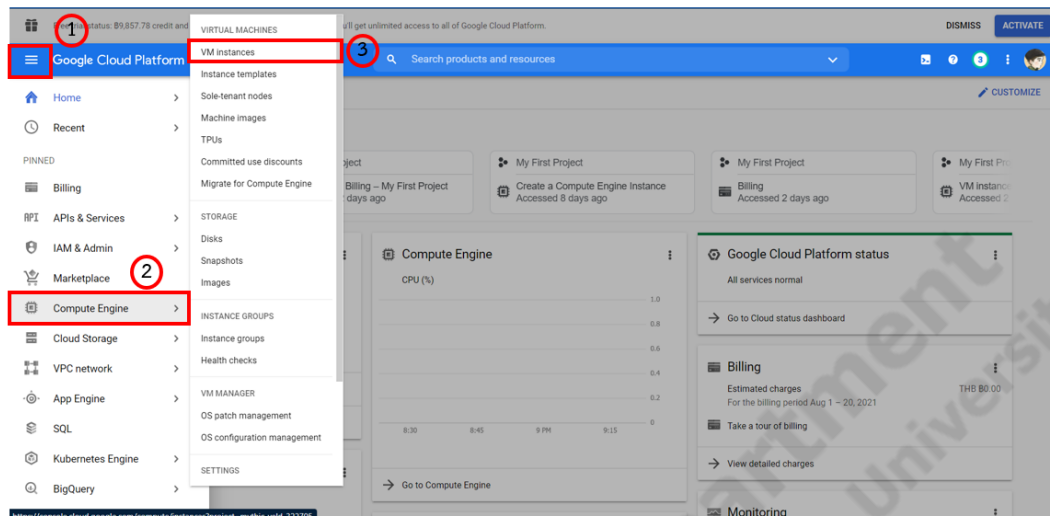 1
status: ฿9,857.78 credit and
u'll get unlimited access to all of Google Cloud Platform.
DISMISS
ACTIVATE
Google Cloud Platform
3
Search products and resources
3
CUSTOMIZE
Home
Recent
PINNED
Billing
API APIs & Services
IAM & Admin
Marketplace
2
Compute Engine
Cloud Storage
VPC network
App Engine
SQL
Kubernetes Engine
BigQuery
VIRTUAL MACHINES
VM instances
Instance templates
Sole-tenant nodes
Machine images
TPUs
Committed use discounts
Migrate for Compute Engine
STORAGE
Disks
Snapshots
Images
INSTANCE GROUPS
Instance groups
Health checks
VM MANAGER
OS patch management
OS configuration management
SETTINGS
oject
Billing – My First Project
days ago
My First Project
Create a Compute Engine Instance
Accessed 8 days ago
My First Project
Billing
Accessed 2 days ago
My First Pro
VM instance
Accessed 2
Compute Engine
CPU (%)
1.0
0.8
0.6
0.4
0.2
0
8:30 8:45 9 PM 9:15
Go to Compute Engine
Google Cloud Platform status
All services normal
Go to Cloud status dashboard
Billing
Estimated charges
THB ฿0.00
For the billing period Aug 1 – 20, 2021
Take a tour of billing
View detailed charges
Monitoring
artment
Universi